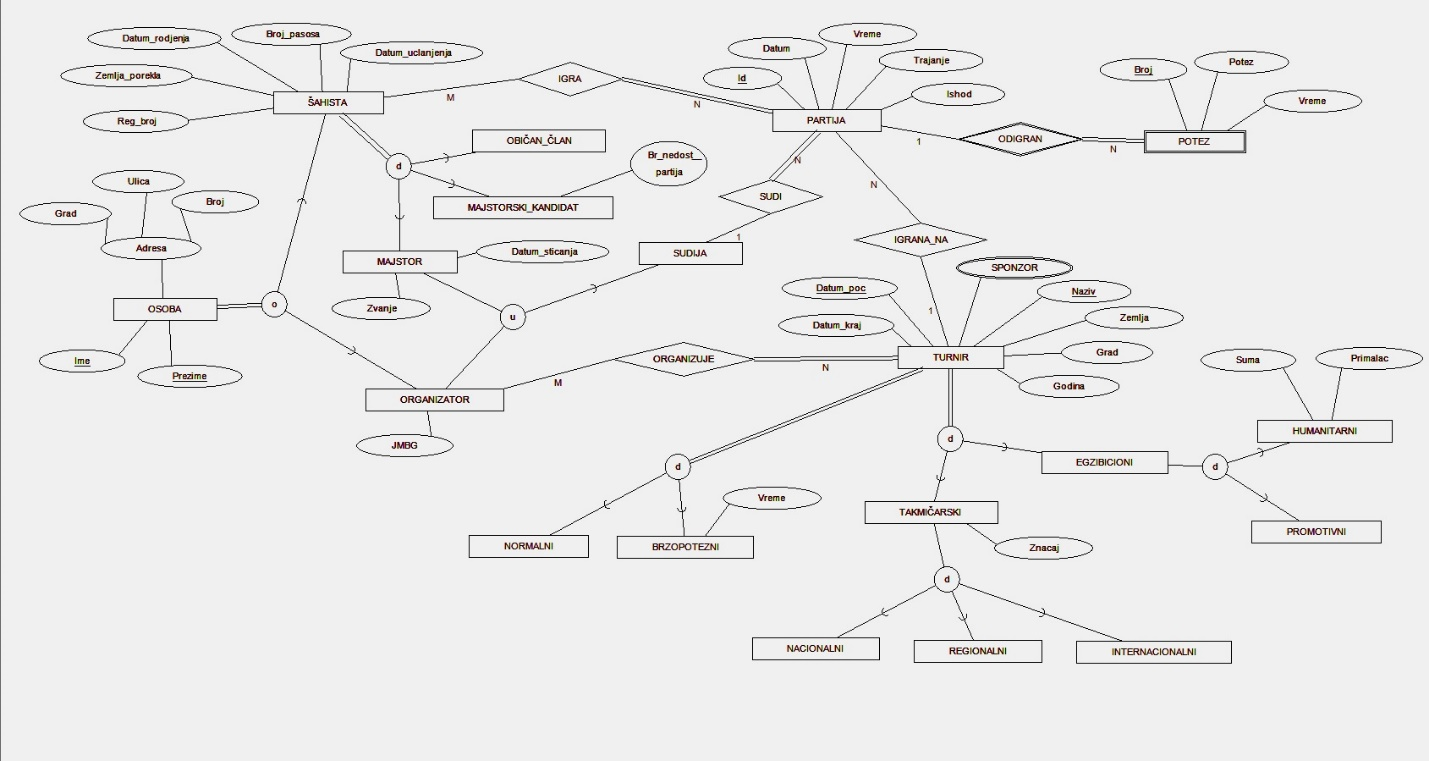 Datum_rodjenja
Broj_pasosa
Datum_uclanjenja
Zemlja_porekla
Reg_broj
ŠAHISTA
M
IGRA
N
Datum
Vreme
Id
Trajanje
Ishod
PARTIJA
1
ODIGRAN
N
Broj
Potez
Vreme
POTEZ
OBIČAN_ČLAN
d
Br_nedost_
partija
MAJSTORSKI_KANDIDAT
N
SUDI
1
SUDIJA
N
IGRANA_NA
1
Ulica
Grad
Broj
Adresa
OSOBA
Ime
Prezime
o
MAJSTOR
Datum_sticanja
Zvanje
u
ORGANIZATOR
JMBG
M
ORGANIZUJE
N
SPONZOR
Datum_poc
Naziv
Datum_kraj
Zemlja
TURNIR
Grad
Godina
Suma
Primalac
HUMANITARNI
d
d
EGZIBICIONI
d
Vreme
TAKMIČARSKI
PROMOTIVNI
NORMALNI
BRZOPOTEZNI
Znacaj
d
NACIONALNI
REGIONALNI
INTERNACIONALNI